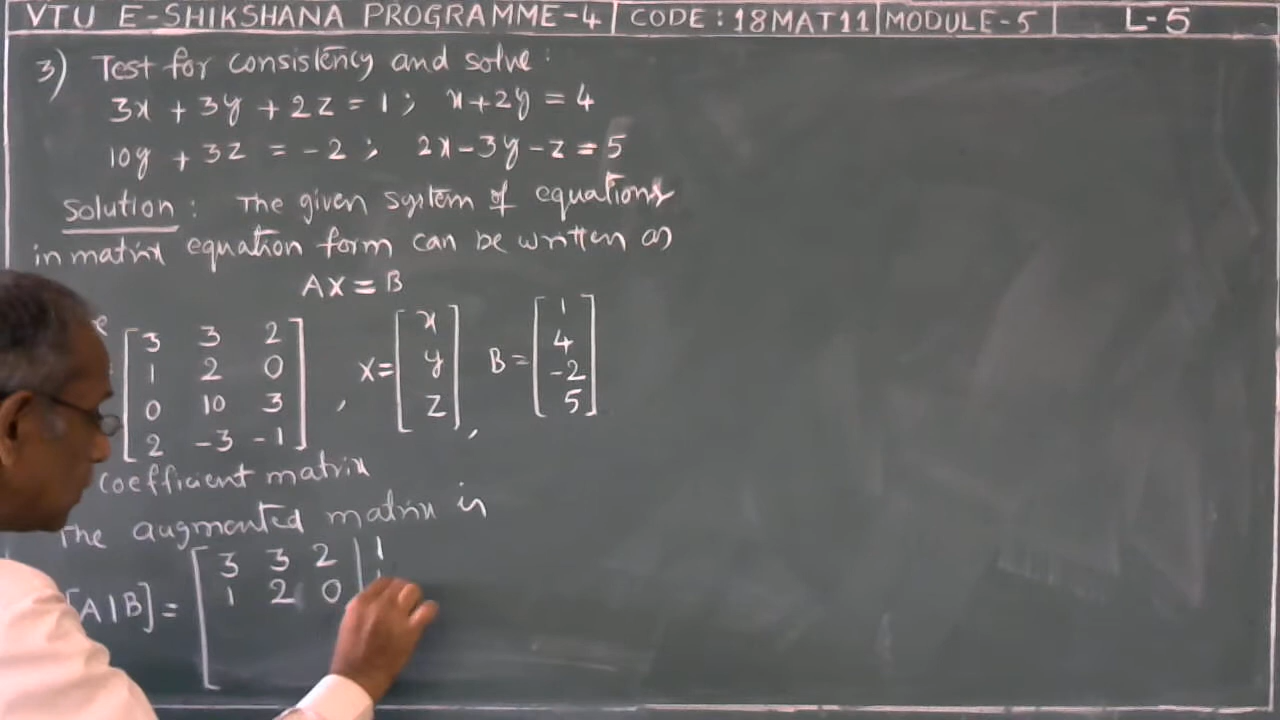 VTU E-SHIKSHANA PROGRAMME-4 | CODE: 18MAT11 | MODULE-5 | L-5
3) Test for consistency and solve:
3x + 3y + 2z = 1; x+2y = 4
10y + 3z = -2; 2x-3y-z = 5
Solution: The given system of equations
in matrix equation form can be written as
AX = B
[3 3 2
1 2 0
0 10 3
2 -3 -1], X = [x
y
z], B = [1
4
-2
5]
coefficient matrix
The augmented matrix is
[A|B] = [3 3 2 | 1
1 2 0 |